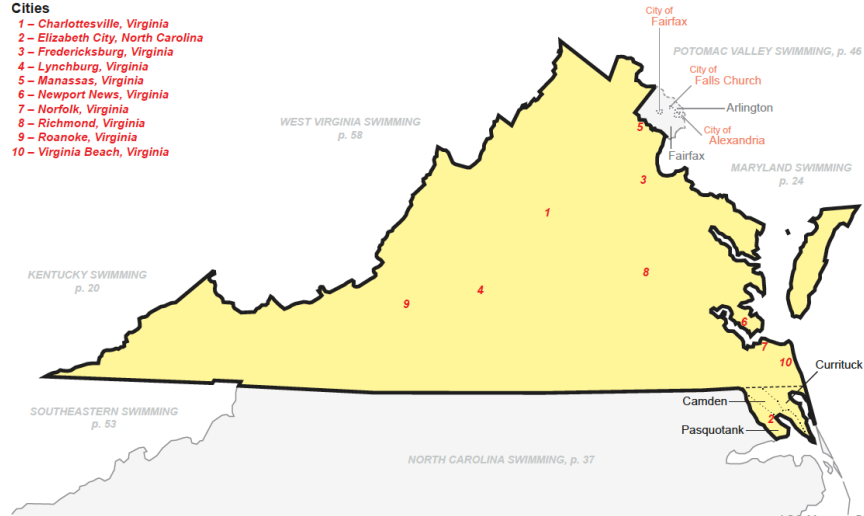 Cities
1 – Charlottesville, Virginia
2 – Elizabeth City, North Carolina
3 – Fredericksburg, Virginia
4 – Lynchburg, Virginia
5 – Manassas, Virginia
6 – Newport News, Virginia
7 – Norfolk, Virginia
8 – Richmond, Virginia
9 – Roanoke, Virginia
10 – Virginia Beach, Virginia
City of
Fairfax
POTOMAC VALLEY SWIMMING, p. 46
City of
Falls Church
Arlington
City of
Alexandria
Fairfax
WEST VIRGINIA SWIMMING
p. 58
MARYLAND SWIMMING
p. 24
5
3
1
KENTUCKY SWIMMING
p. 20
8
4
9
6
7
10
Currituck
Camden
2
Pasquotank
SOUTHEASTERN SWIMMING
p. 53
NORTH CAROLINA SWIMMING, p. 37